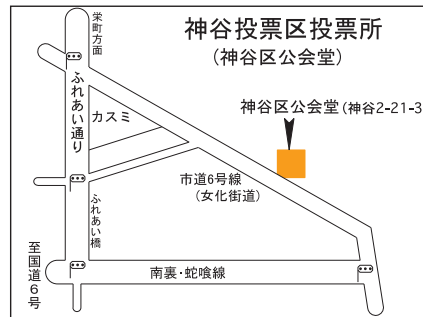 神谷投票区投票所
(神谷区公会堂)
栄町方面
ふれあい通り
カスミ
神谷区公会堂(神谷2-21-3
市道6号線
(女化街道)
ふれあい橋
至国道6号
南裏・蛇喰線